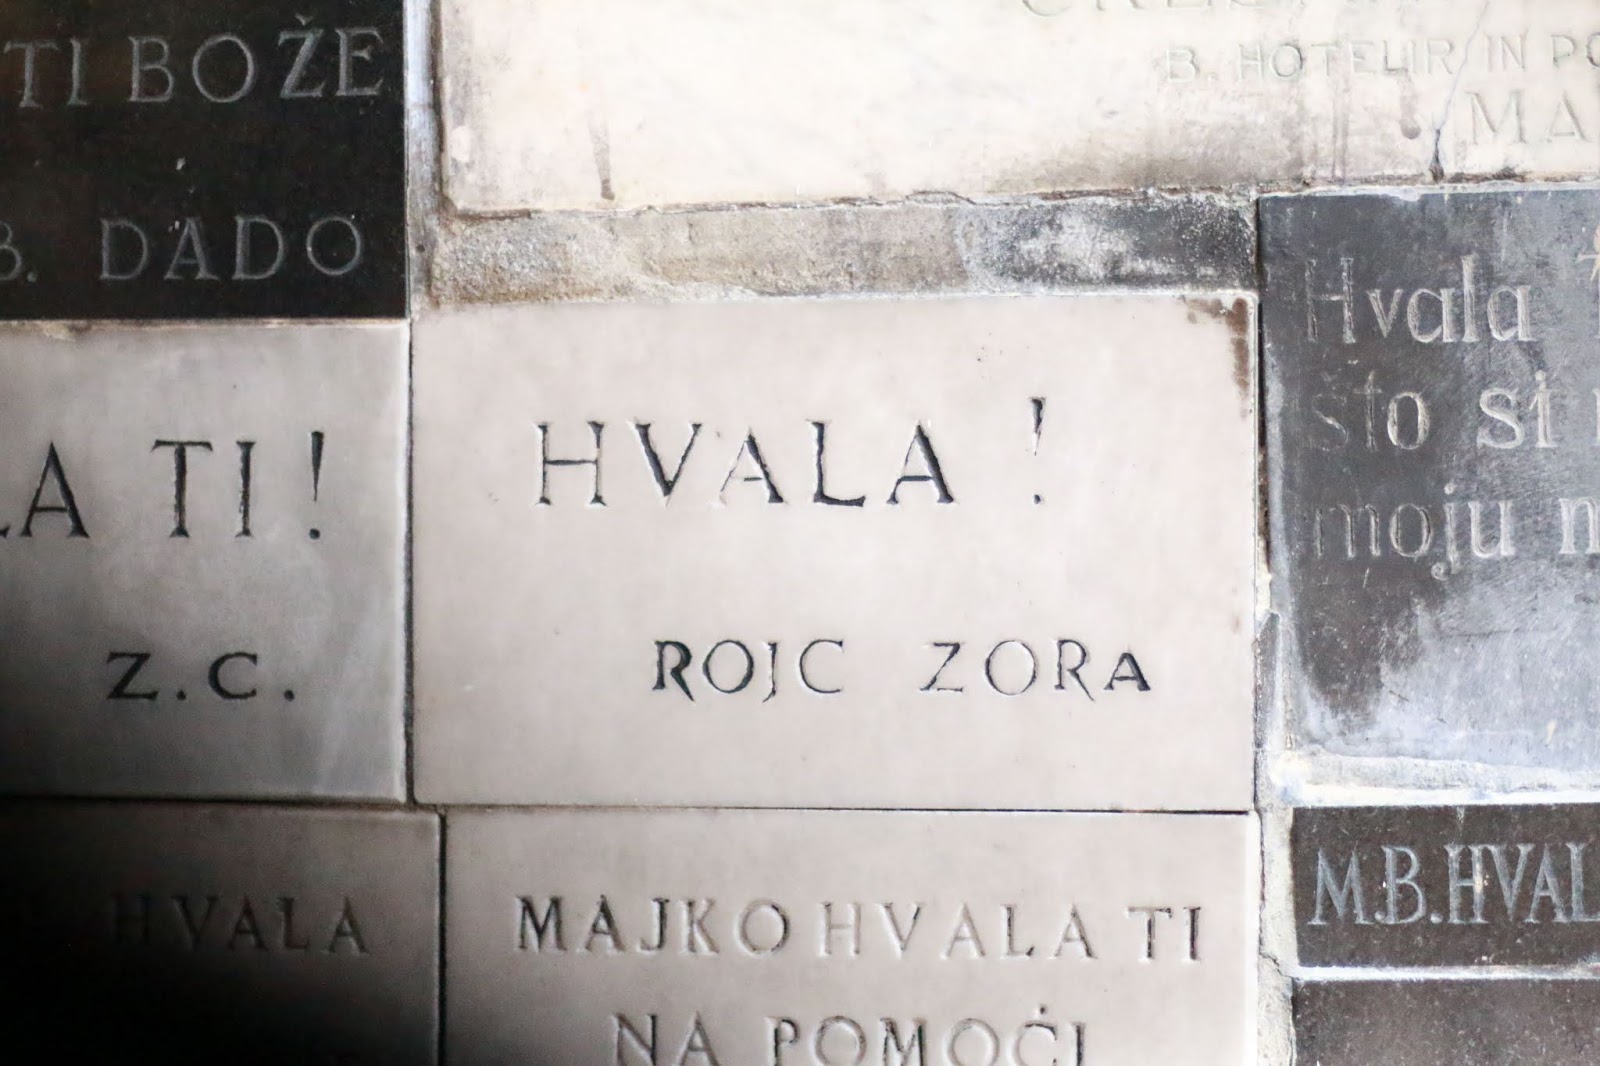 TI BOŽE
B. DADO
B. HOTELIR IN
LA TI!
Z.C.
HVALA!
ROJC ZORA
Hvala
što si
moju
HVALA
MAJKO HVALA TI
NA POMOĆI
M.B. HVAL